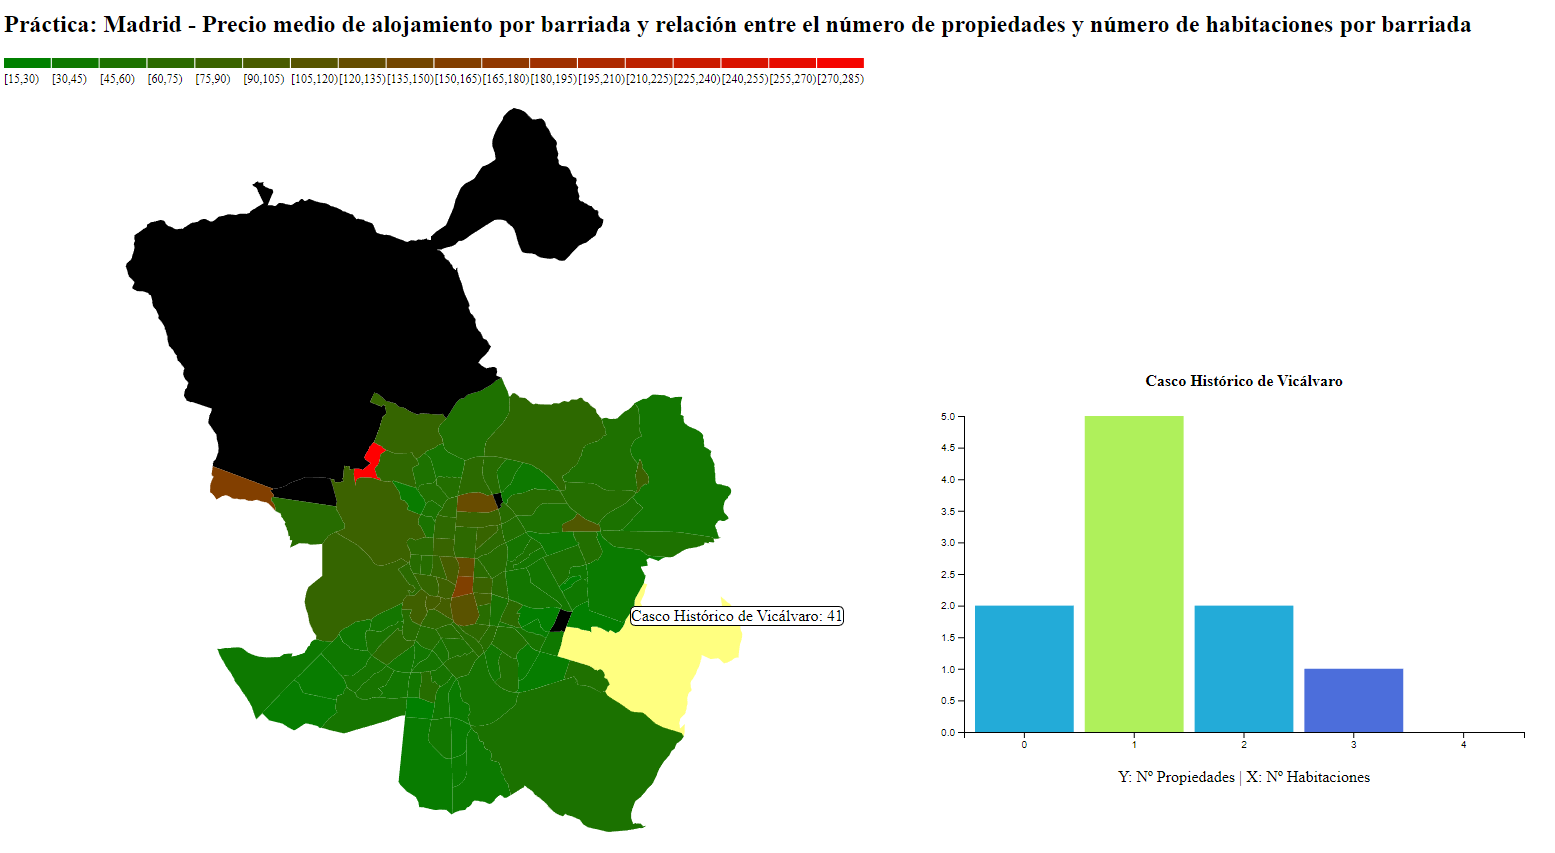 Práctica: Madrid - Precio medio de alojamiento por barriada y relación entre el número de propiedades y número de habitaciones por barriada
[15,30) [30,45) [45,60) [60,75) [75,90) [90,105) [105,120) [120,135) [135,150) [150,165) [165,180) [180,195) [195,210) [210,225) [225,240) [240,255) [255,270) [270,285)
Casco Histórico de Vicálvaro
5.0
4.5
4.0
3.5
3.0
2.5
2.0
Casco Histórico de Vicálvaro: 41
1.5
1.0
0.5
0.0
0 1 2 3 4
Y: Nº Propiedades | X: Nº Habitaciones